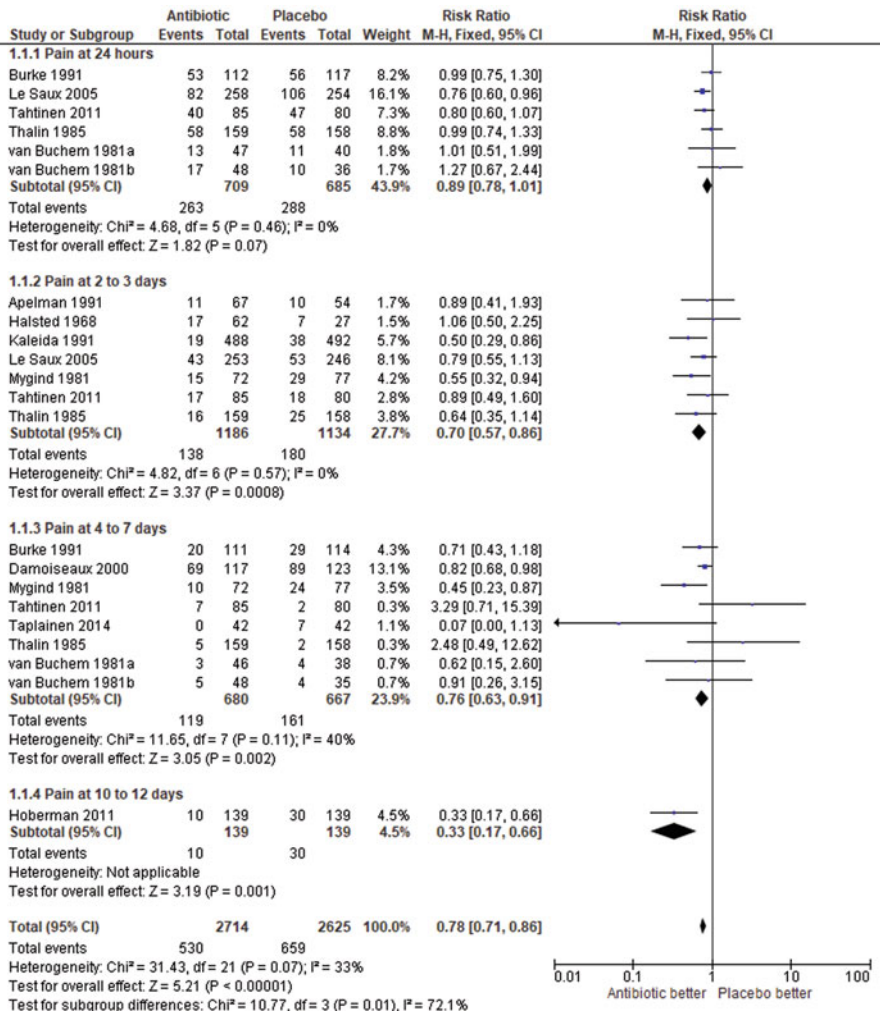 Antibiotic Placebo Risk Ratio Risk Ratio
Study or Subgroup Events Total Events Total Weight M-H, Fixed, 95% CI M-H, Fixed, 95% CI
1.1.1 Pain at 24 hours
Burke 1991 53 112 56 117 8.2% 0.99 [0.75, 1.30]
Le Saux 2005 82 258 106 254 16.1% 0.76 [0.60, 0.96]
Tahtinen 2011 40 85 47 80 7.3% 0.80 [0.60, 1.07]
Thalin 1985 58 159 58 158 8.8% 0.99 [0.74, 1.33]
van Buchem 1981a 13 47 11 40 1.8% 1.01 [0.51, 1.99]
van Buchem 1981b 17 48 10 36 1.7% 1.27 [0.67, 2.44]
Subtotal (95% CI) 709 685 43.9% 0.89 [0.78, 1.01]
Total events 263 288
Heterogeneity: Chi² = 4.68, df = 5 (P = 0.46); I² = 0%
Test for overall effect: Z = 1.82 (P = 0.07)
1.1.2 Pain at 2 to 3 days
Apelman 1991 11 67 10 54 1.7% 0.89 [0.41, 1.93]
Halsted 1968 17 62 7 27 1.5% 1.06 [0.50, 2.25]
Kaleida 1991 19 488 38 492 5.7% 0.50 [0.29, 0.86]
Le Saux 2005 43 253 53 246 8.1% 0.79 [0.55, 1.13]
Mygind 1981 15 72 29 77 4.2% 0.55 [0.32, 0.94]
Tahtinen 2011 17 85 18 80 2.8% 0.89 [0.49, 1.60]
Thalin 1985 16 159 25 158 3.8% 0.64 [0.35, 1.14]
Subtotal (95% CI) 1186 1134 27.7% 0.70 [0.57, 0.86]
Total events 138 180
Heterogeneity: Chi² = 4.82, df = 6 (P = 0.57); I² = 0%
Test for overall effect: Z = 3.37 (P = 0.0008)
1.1.3 Pain at 4 to 7 days
Burke 1991 20 111 29 114 4.3% 0.71 [0.43, 1.18]
Damoiseaux 2000 69 117 89 123 13.1% 0.82 [0.68, 0.98]
Mygind 1981 10 72 24 77 3.5% 0.45 [0.23, 0.87]
Tahtinen 2011 7 85 2 80 0.3% 3.29 [0.71, 15.39]
Taplainen 2014 0 42 7 42 1.1% 0.07 [0.00, 1.13]
Thalin 1985 5 159 2 158 0.3% 2.48 [0.49, 12.62]
van Buchem 1981a 3 46 4 38 0.7% 0.62 [0.15, 2.60]
van Buchem 1981b 5 48 4 35 0.7% 0.91 [0.26, 3.15]
Subtotal (95% CI) 680 667 23.9% 0.76 [0.63, 0.91]
Total events 119 161
Heterogeneity: Chi² = 11.65, df = 7 (P = 0.11); I² = 40%
Test for overall effect: Z = 3.05 (P = 0.002)
1.1.4 Pain at 10 to 12 days
Hoberman 2011 10 139 30 139 4.5% 0.33 [0.17, 0.66]
Subtotal (95% CI) 139 139 4.5% 0.33 [0.17, 0.66]
Total events 10 30
Heterogeneity: Not applicable
Test for overall effect: Z = 3.19 (P = 0.001)
Total (95% CI) 2714 2625 100.0% 0.78 [0.71, 0.86]
Total events 530 659
Heterogeneity: Chi² = 31.43, df = 21 (P = 0.07); I² = 33%
Test for overall effect: Z = 5.21 (P < 0.00001)
Test for subgroup differences: Chi² = 10.77, df = 3 (P = 0.01), I² = 72.1%
0.01 0.1 1 10 100
Antibiotic better Placebo better